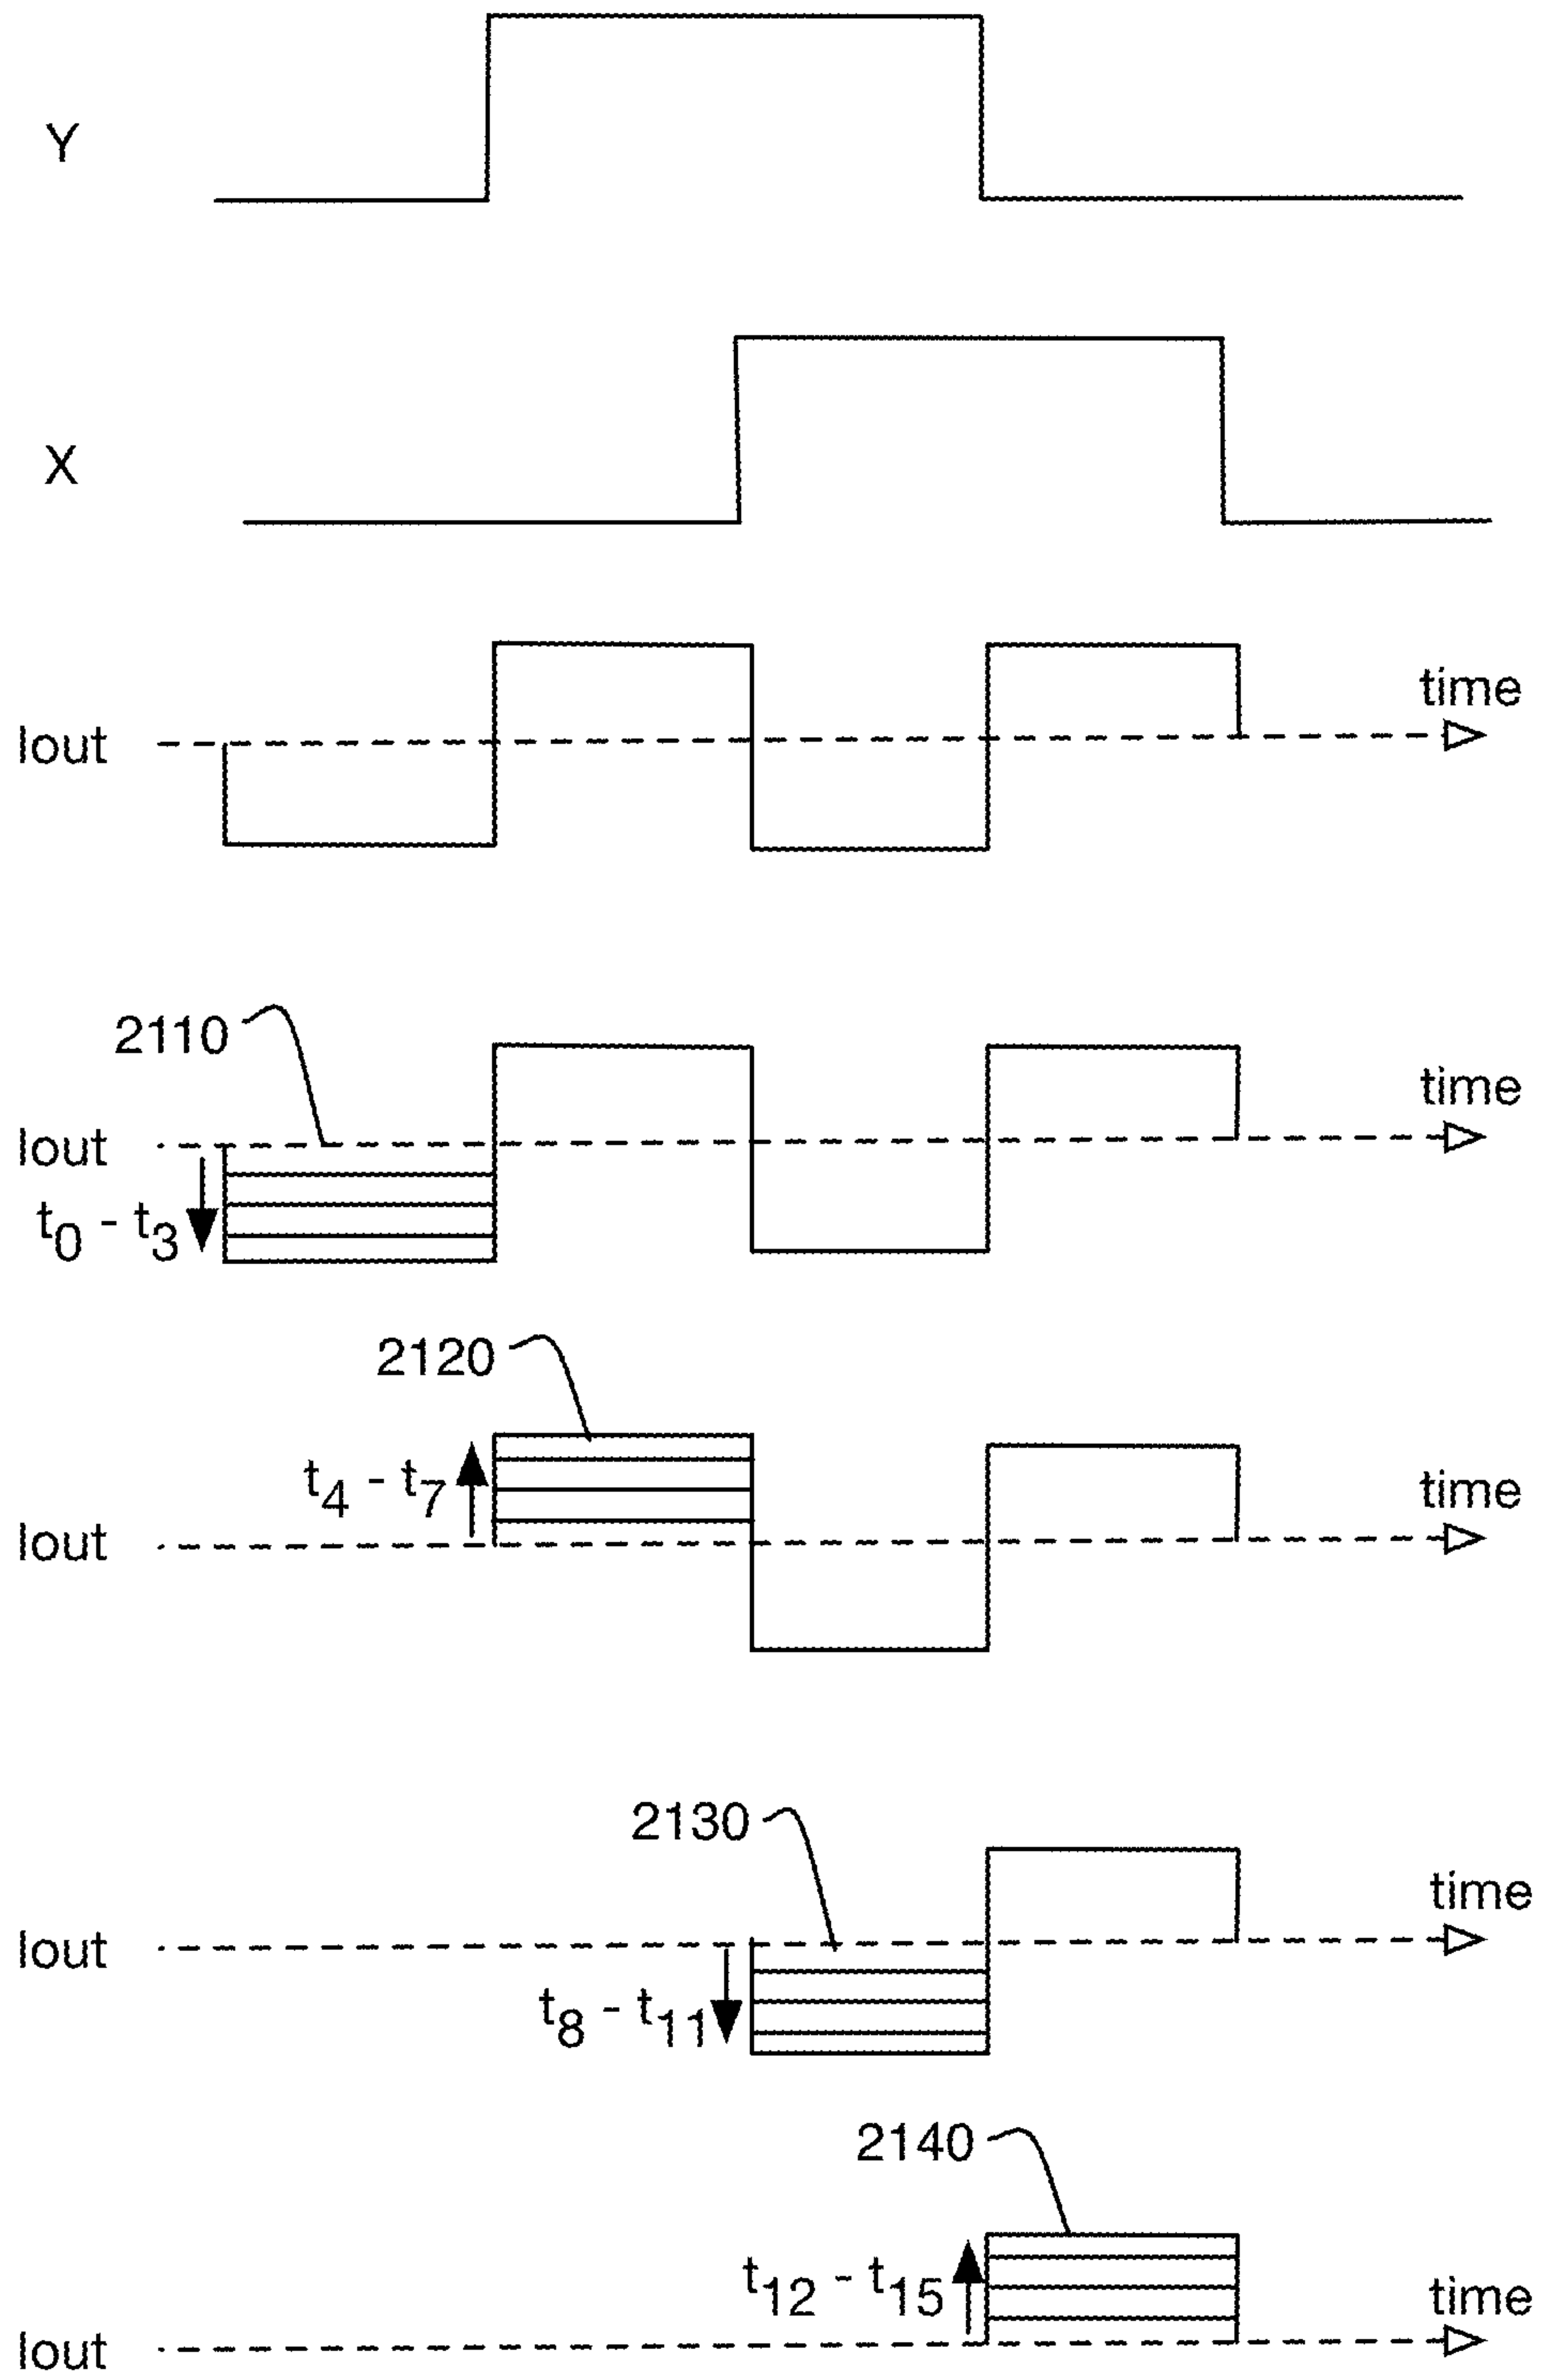 Y
X
time
Iout
2110
time
Iout
t0 - t3
2120
t4 - t7
time
Iout
2130
time
Iout
t8 - t11
2140
t12 - t15
time
Iout